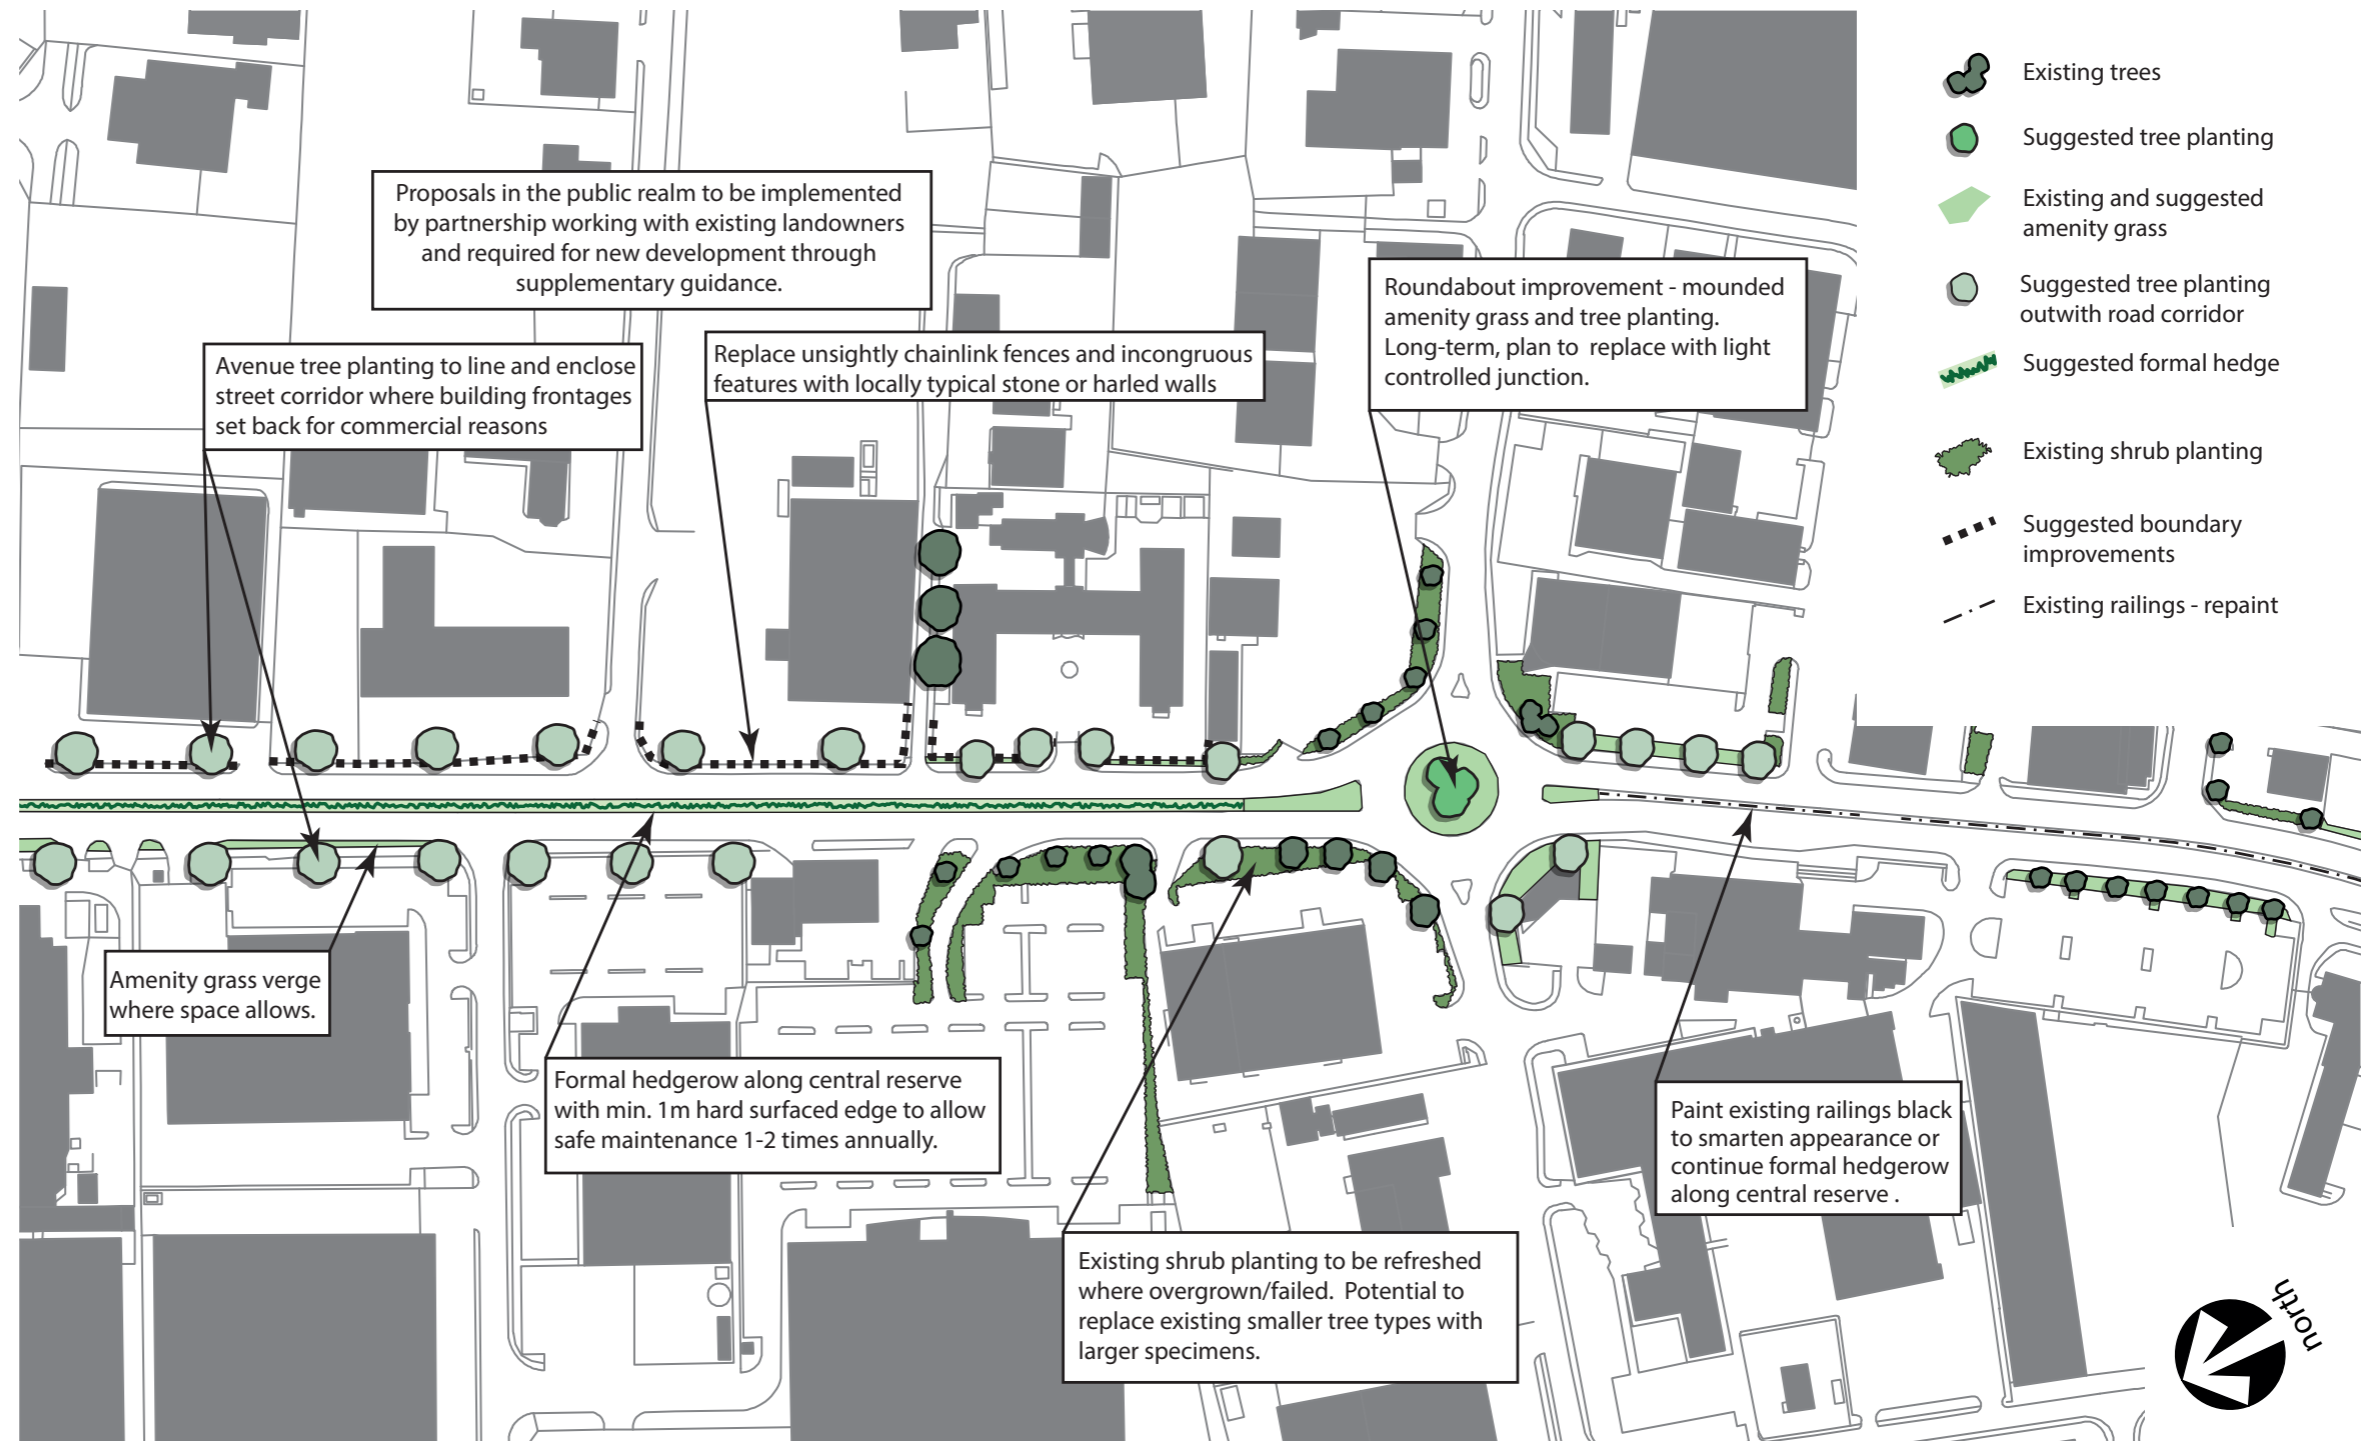 Proposals in the public realm to be implemented
by partnership working with existing landowners
and required for new development through
supplementary guidance.
Avenue tree planting to line and enclose
street corridor where building frontages
set back for commercial reasons
Replace unsightly chainlink fences and incongruous
features with locally typical stone or harled walls
Roundabout improvement - mounded
amenity grass and tree planting.
Long-term, plan to replace with light
controlled junction.
Existing trees
Suggested tree planting
Existing and suggested
amenity grass
Suggested tree planting
outwith road corridor
Suggested formal hedge
Existing shrub planting
Suggested boundary
improvements
Existing railings - repaint
Amenity grass verge
where space allows.
Formal hedgerow along central reserve
with min. 1m hard surfaced edge to allow
safe maintenance 1-2 times annually.
Paint existing railings black
to smarten appearance or
continue formal hedgerow
along central reserve .
Existing shrub planting to be refreshed
where overgrown/failed. Potential to
replace existing smaller tree types with
larger specimens.
north